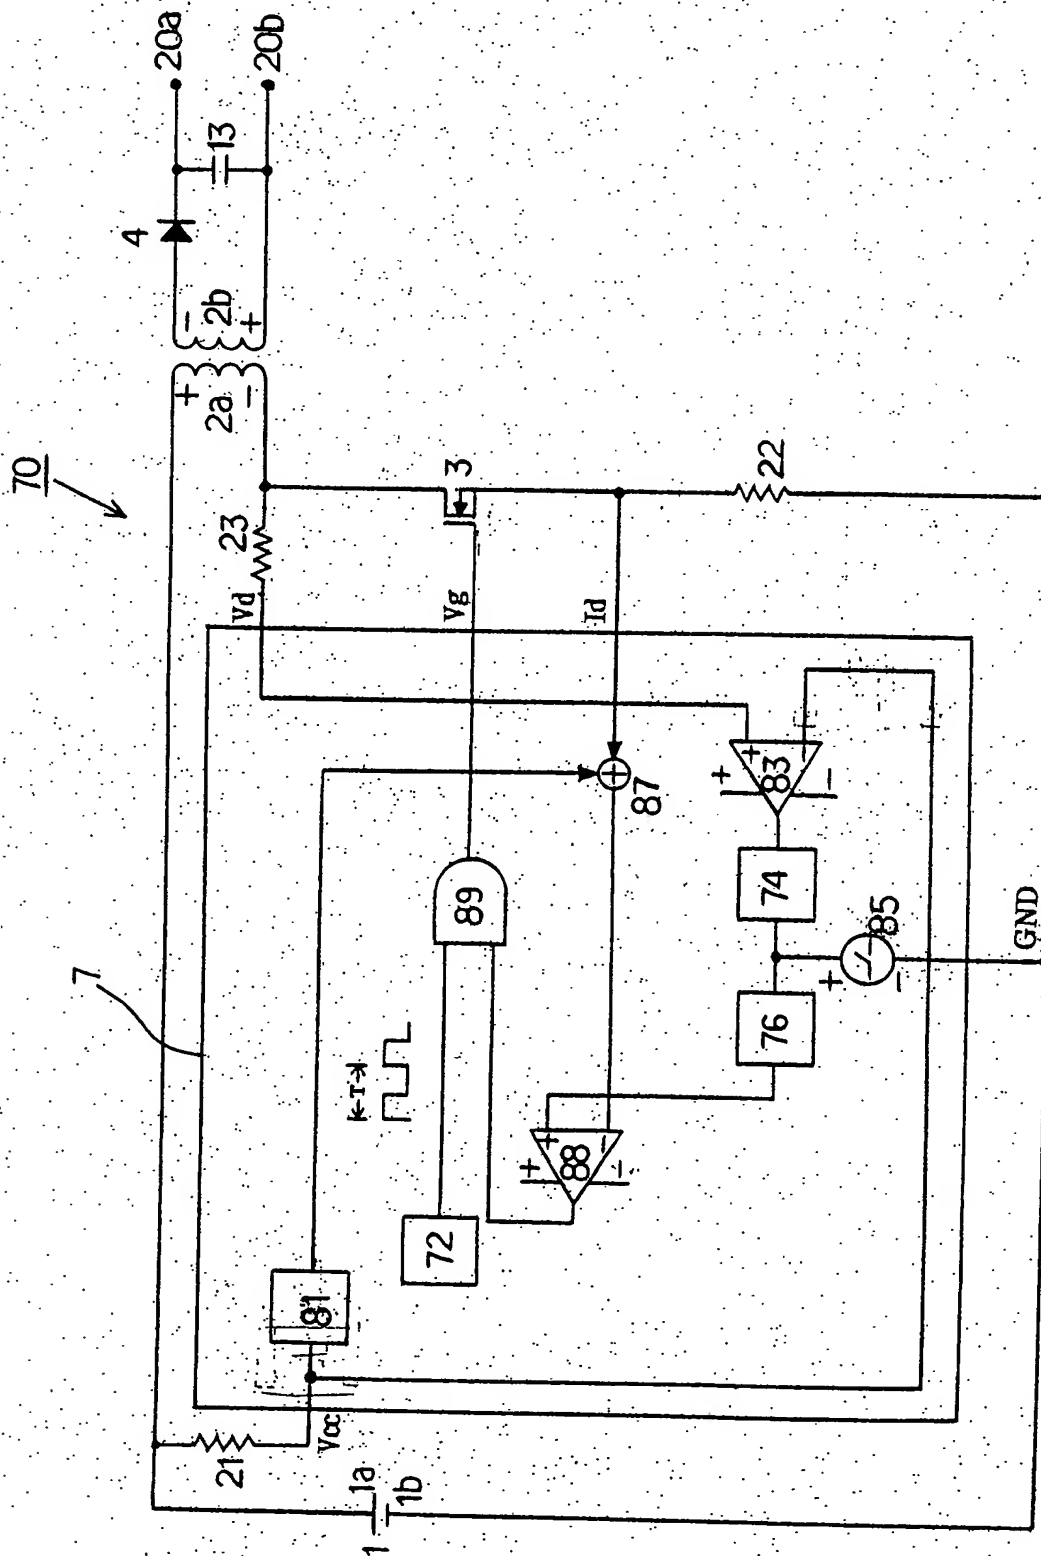 70
20a
20b
4
13
2b
−
+
+
2a
−
23
Vd
3
Vg
22
Id
7
87
+
83
+
−
89
74
85
+
−
GND
76
T
+
−
88
+
−
72
81
Vcc
21
1
1a
1b